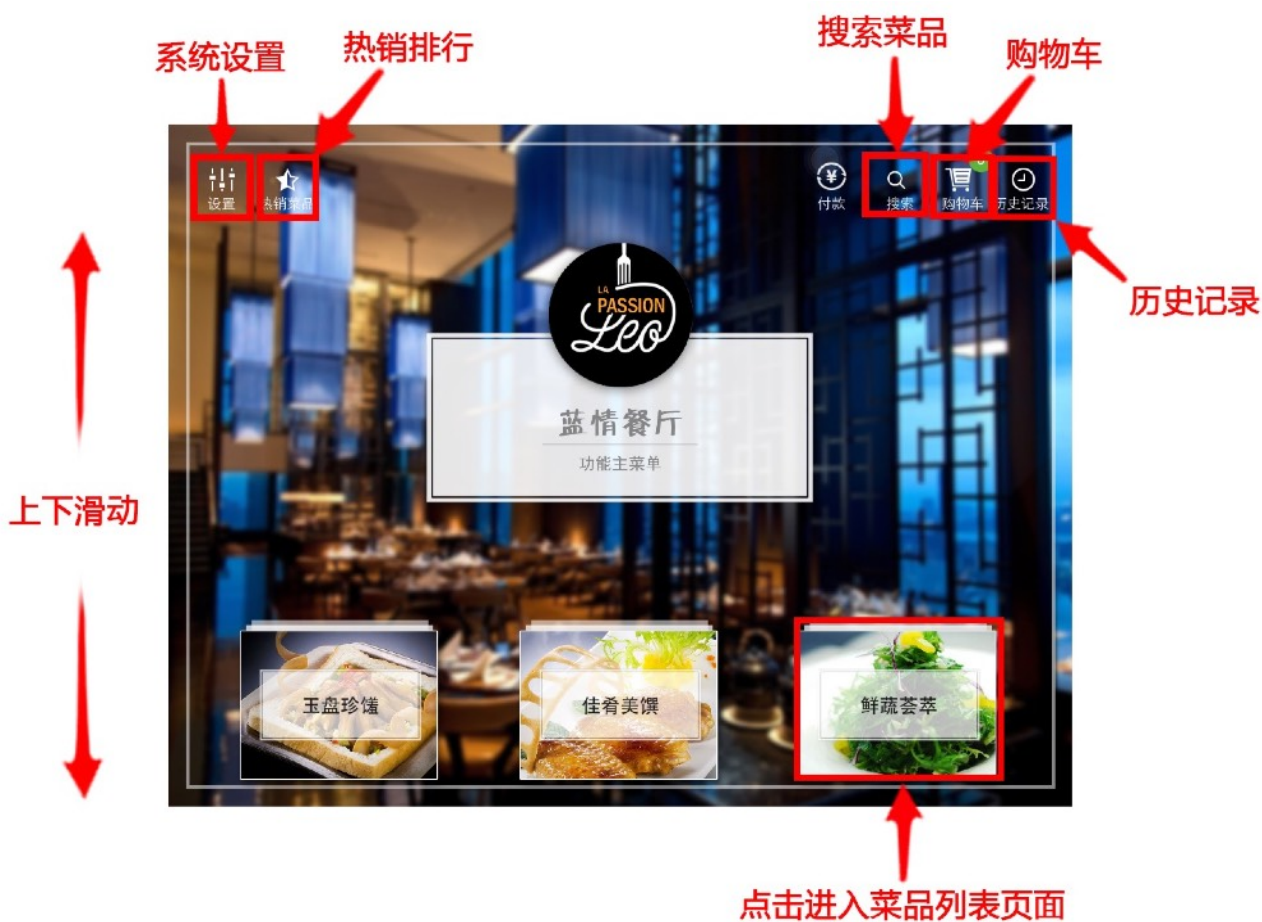 系统设置
热销排行
搜索菜品
购物车
设置
热销菜品
付款
搜索
购物车
历史记录
历史记录
LA
PASSION
Leo
蓝情餐厅
功能主菜单
上下滑动
玉盘珍馐
佳肴美馔
鲜蔬荟萃
点击进入菜品列表页面